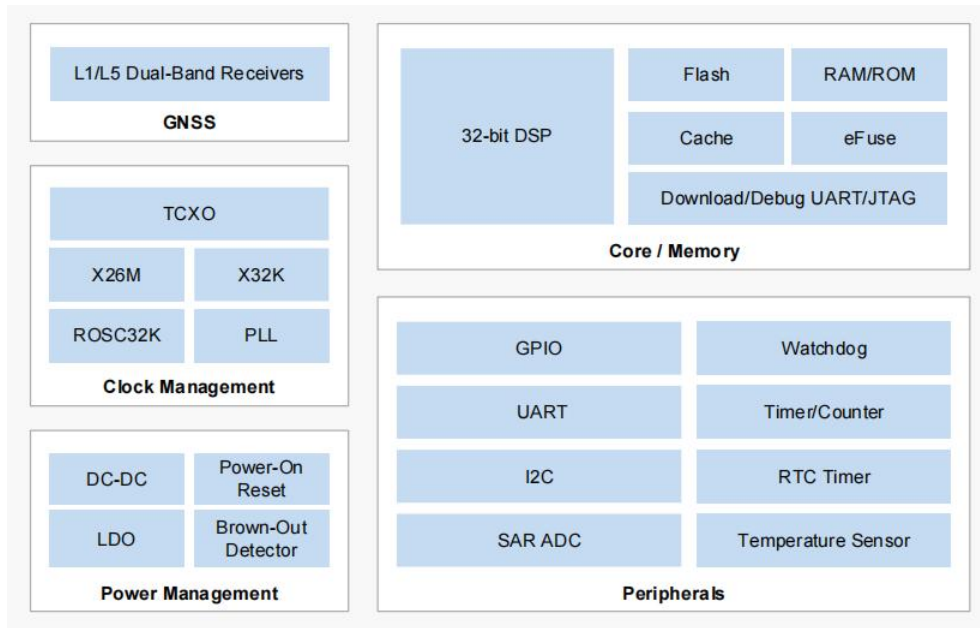 L1/L5 Dual-Band Receivers
GNSS
TCXO
X26M
X32K
ROSC32K
PLL
Clock Management
DC-DC
Power-On
Reset
LDO
Brown-Out
Detector
Power Management
32-bit DSP
Flash
RAM/ROM
Cache
eFuse
Download/Debug UART/JTAG
Core / Memory
GPIO
Watchdog
UART
Timer/Counter
I2C
RTC Timer
SAR ADC
Temperature Sensor
Peripherals